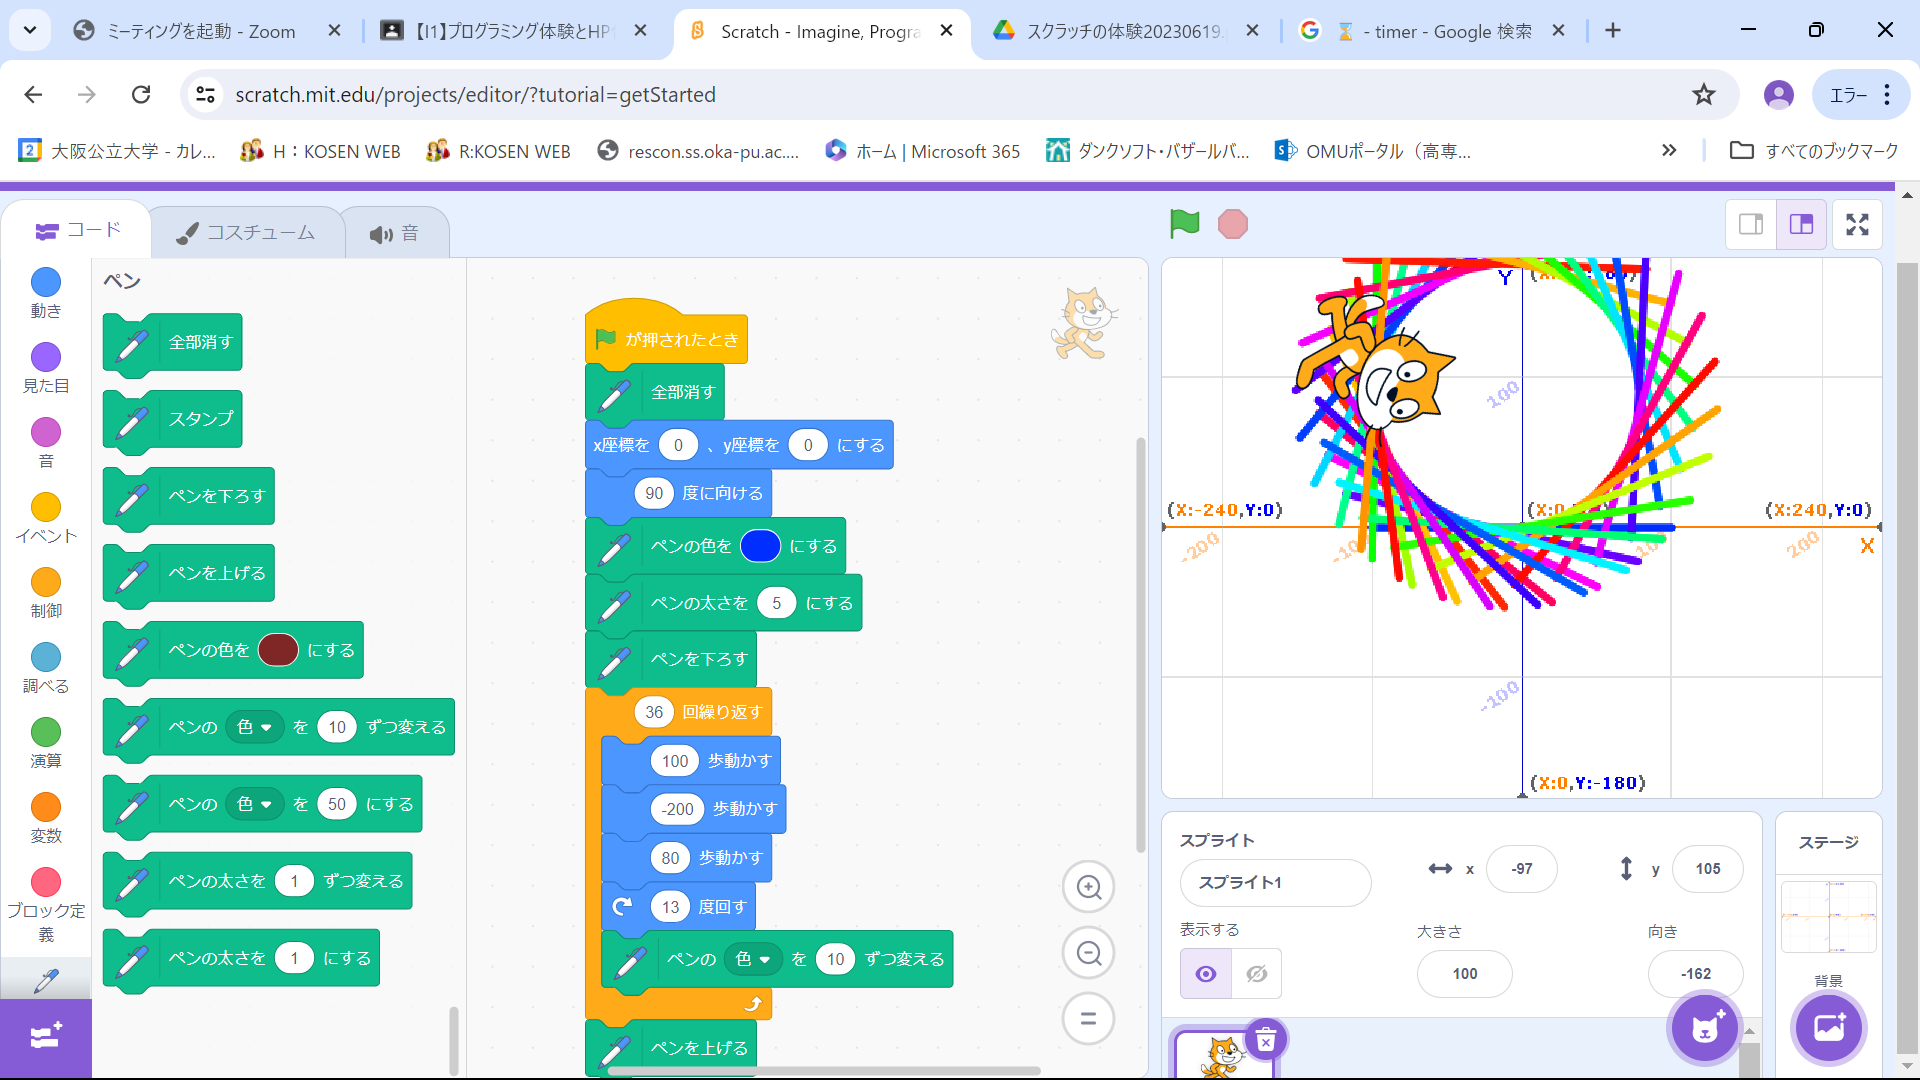 ミーティングを起動 - Zoom
【I1】プログラミング体験とHP
Scratch - Imagine, Progra
スクラッチの体験20230619.
⌛ - timer - Google 検索
scratch.mit.edu/projects/editor/?tutorial=getStarted
エラー
大阪公立大学 - カレ...
H：KOSEN WEB
R:KOSEN WEB
rescon.ss.oka-pu.ac....
ホーム | Microsoft 365
ダンクソフト・バザールバ...
OMUポータル（高専...
»
すべてのブックマーク
コード
コスチューム
音
動き
見た目
音
イベント
制御
調べる
演算
変数
ブロック定
義
ペン
全部消す
スタンプ
ペンを下ろす
ペンを上げる
ペンの色を にする
ペンの 色 を 10 ずつ変える
ペンの 色 を 50 にする
ペンの太さを 1 ずつ変える
ペンの太さを 1 にする
が押されたとき
全部消す
x座標を 0 、y座標を 0 にする
90 度に向ける
ペンの色を にする
ペンの太さを 5 にする
ペンを下ろす
36 回繰り返す
100 歩動かす
-200 歩動かす
80 歩動かす
13 度回す
ペンの 色 を 10 ずつ変える
ペンを上げる
Y
100
(X:-240,Y:0)
(X:0
(X:240,Y:0)
-200
200
X
-100
(X:0,Y:-180)
スプライト
スプライト1
x -97
y 105
表示する
大きさ
向き
100
-162
ステージ
背景